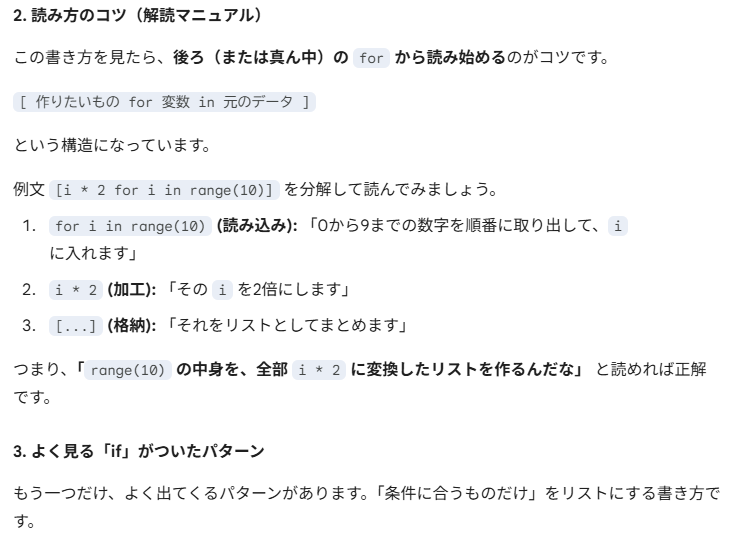 2. 読み方のコツ（解読マニュアル）
この書き方を見たら、後ろ（または真ん中）の for から読み始めるのがコツです。
[ 作りたいもの for 変数 in 元のデータ ]
という構造になっています。
例文 [i * 2 for i in range(10)] を分解して読んでみましょう。
1. for i in range(10) (読み込み): 「0から9までの数字を順番に取り出して、 i
に入れます」
2. i * 2 (加工): 「その i を2倍にします」
3. [...] (格納): 「それをリストとしてまとめます」
つまり、「 range(10) の中身を、全部 i * 2 に変換したリストを作るんだな」 と読めれば正解
です。
3. よく見る「if」がついたパターン
もう一つだけ、よく出てくるパターンがあります。「条件に合うものだけ」をリストにする書き方で
す。